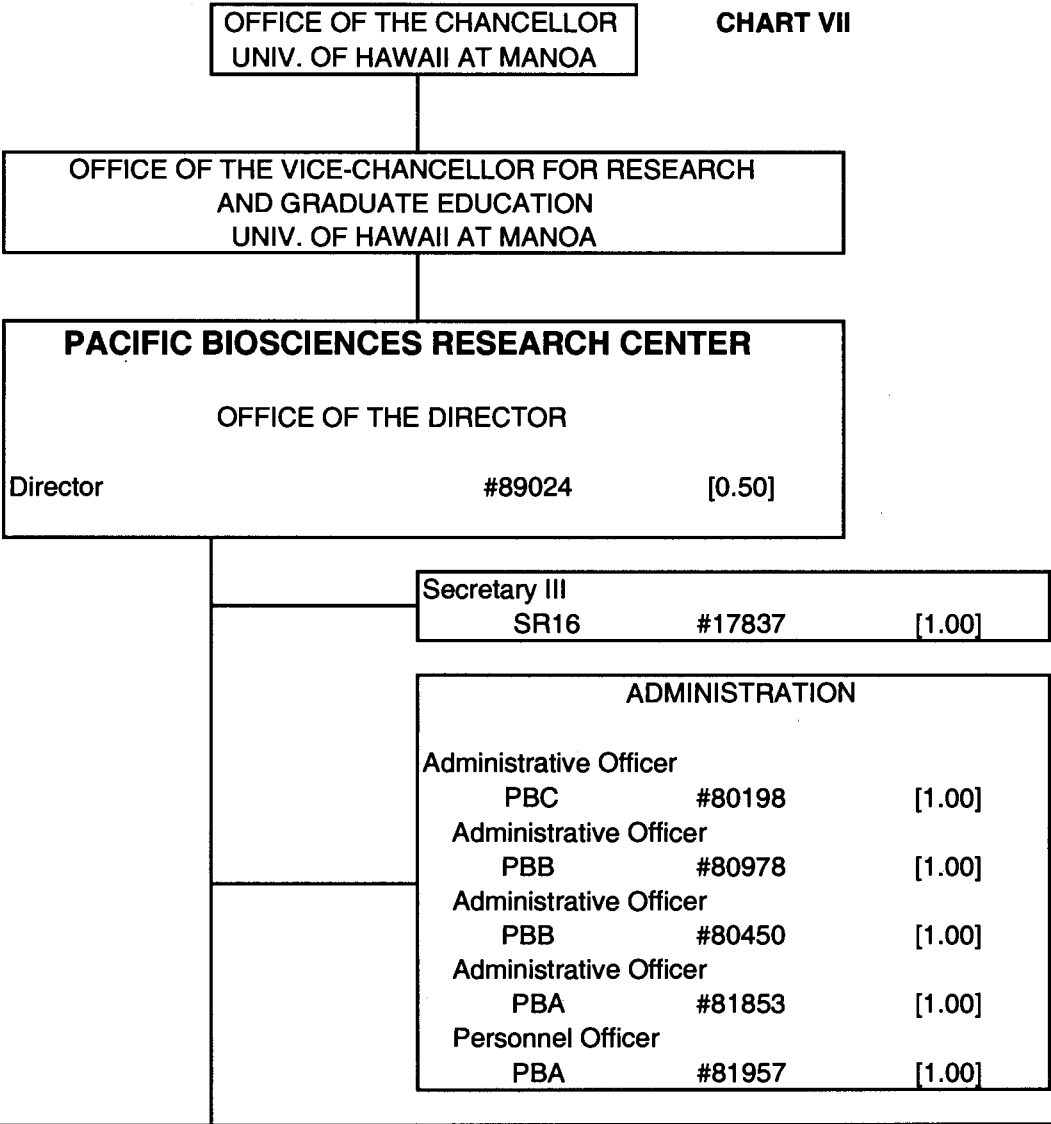 OFFICE OF THE CHANCELLOR
UNIV. OF HAWAII AT MANOA
CHART VII
OFFICE OF THE VICE-CHANCELLOR FOR RESEARCH
AND GRADUATE EDUCATION
UNIV. OF HAWAII AT MANOA
PACIFIC BIOSCIENCES RESEARCH CENTER
OFFICE OF THE DIRECTOR
Director #89024 [0.50]
Secretary III
SR16 #17837 [1.00]
ADMINISTRATION
Administrative Officer
PBC #80198 [1.00]
Administrative Officer
PBB #80978 [1.00]
Administrative Officer
PBB #80450 [1.00]
Administrative Officer
PBA #81853 [1.00]
Personnel Officer
PBA #81957 [1.00]